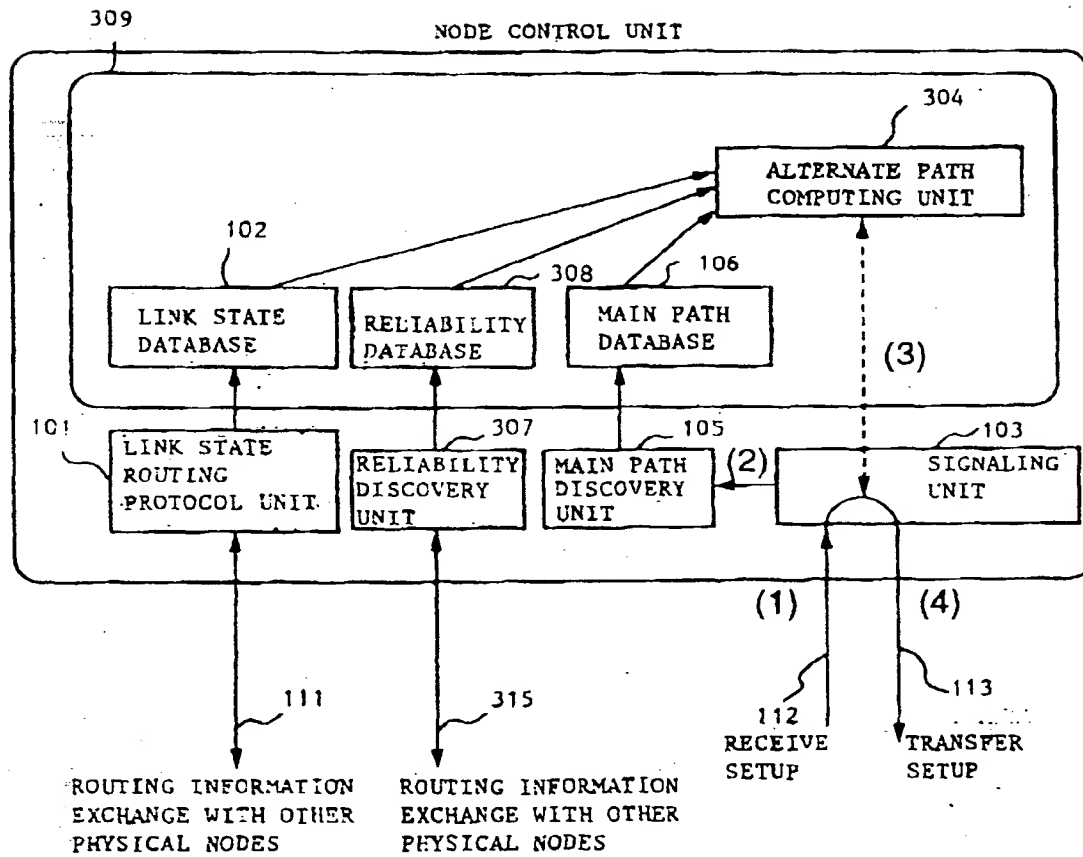 309
NODE CONTROL UNIT
304
ALTERNATE PATH
COMPUTING UNIT
102
308
106
LINK STATE
DATABASE
RELIABILITY
DATABASE
MAIN PATH
DATABASE
(3)
101
LINK STATE
ROUTING
PROTOCOL UNIT
307
RELIABILITY
DISCOVERY
UNIT
105
MAIN PATH
DISCOVERY
UNIT
(2)
103
SIGNALING
UNIT
(1)
(4)
111
315
112
113
RECEIVE
SETUP
TRANSFER
SETUP
ROUTING INFORMATION
EXCHANGE WITH OTHER
PHYSICAL NODES
ROUTING INFORMATION
EXCHANGE WITH OTHER
PHYSICAL NODES